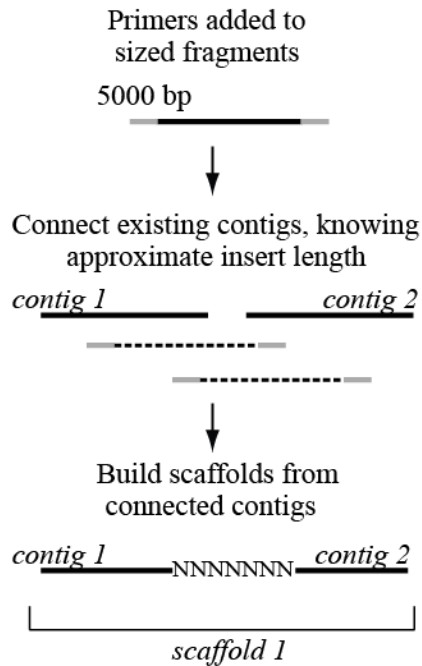 Primers added to
sized fragments
5000 bp
Connect existing contigs, knowing
approximate insert length
contig 1 contig 2
Build scaffolds from
connected contigs
contig 1 NNNNNNN contig 2
scaffold 1